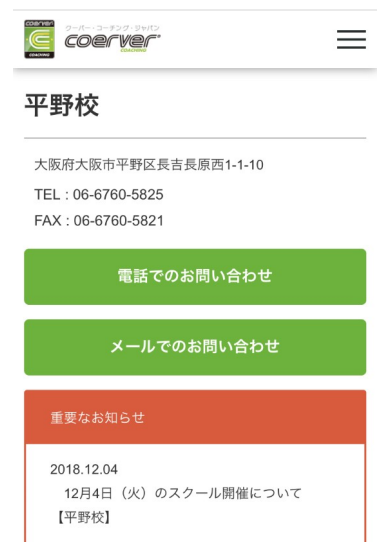 COERVER
COACHING
クーバー・コーチング・ジャパン
coerver®
COACHING
平野校
大阪府大阪市平野区長吉長原西1-1-10
TEL : 06-6760-5825
FAX : 06-6760-5821
電話でのお問い合わせ
メールでのお問い合わせ
重要なお知らせ
2018.12.04
12月4日（火）のスクール開催について
【平野校】